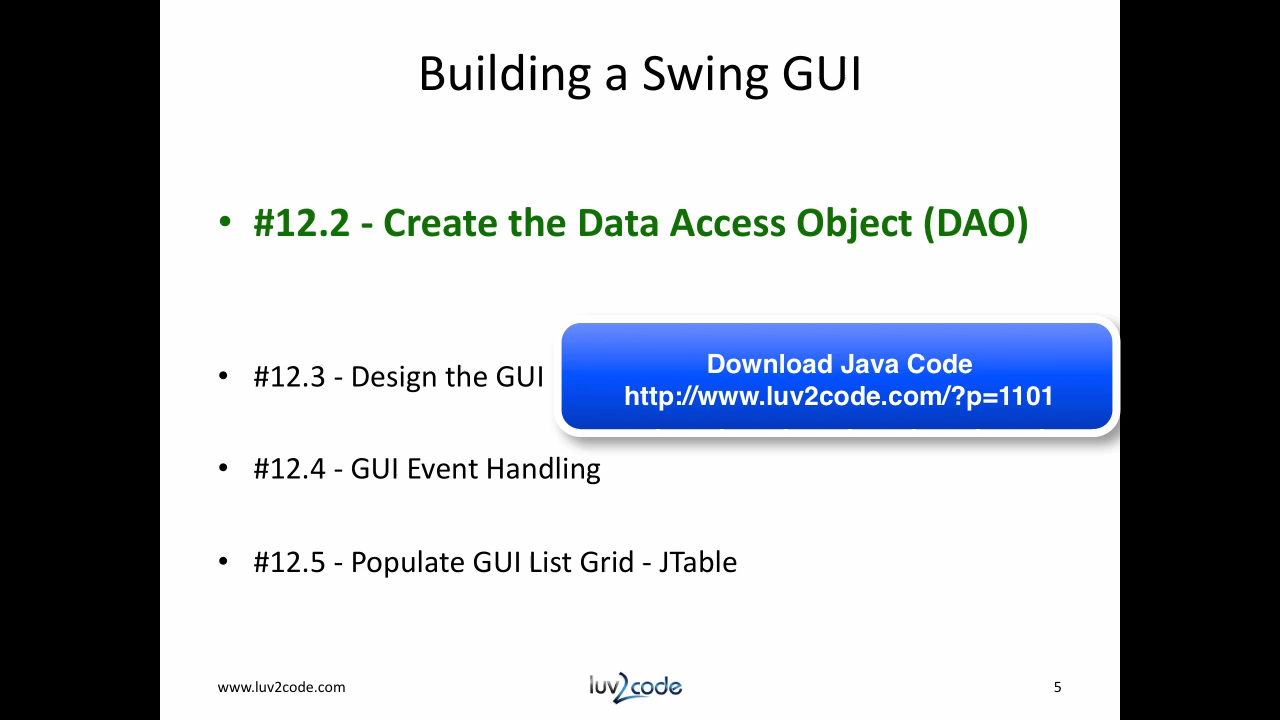 Building a Swing GUI
• #12.2 - Create the Data Access Object (DAO)
Download Java Code
http://www.luv2code.com/?p=1101
• #12.3 - Design the GUI
• #12.4 - GUI Event Handling
• #12.5 - Populate GUI List Grid - JTable
www.luv2code.com
luv2code
5